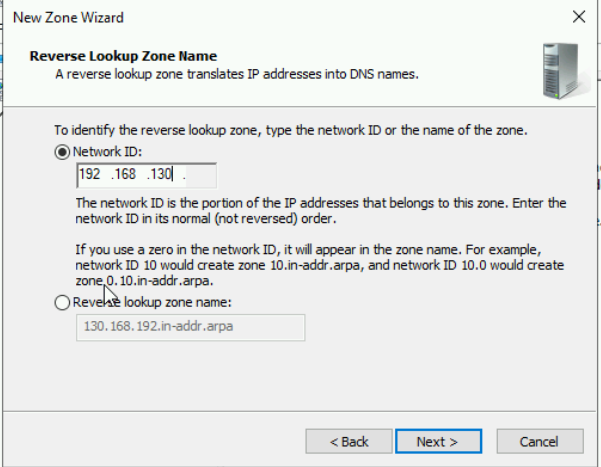 New Zone Wizard
Reverse Lookup Zone Name
A reverse lookup zone translates IP addresses into DNS names.
To identify the reverse lookup zone, type the network ID or the name of the zone.
Network ID:
192 .168 .130 .
The network ID is the portion of the IP addresses that belongs to this zone. Enter the
network ID in its normal (not reversed) order.
If you use a zero in the network ID, it will appear in the zone name. For example,
network ID 10 would create zone 10.in-addr.arpa, and network ID 10.0 would create
zone 0.10.in-addr.arpa.
Reverse lookup zone name:
130.168.192.in-addr.arpa
< Back
Next >
Cancel